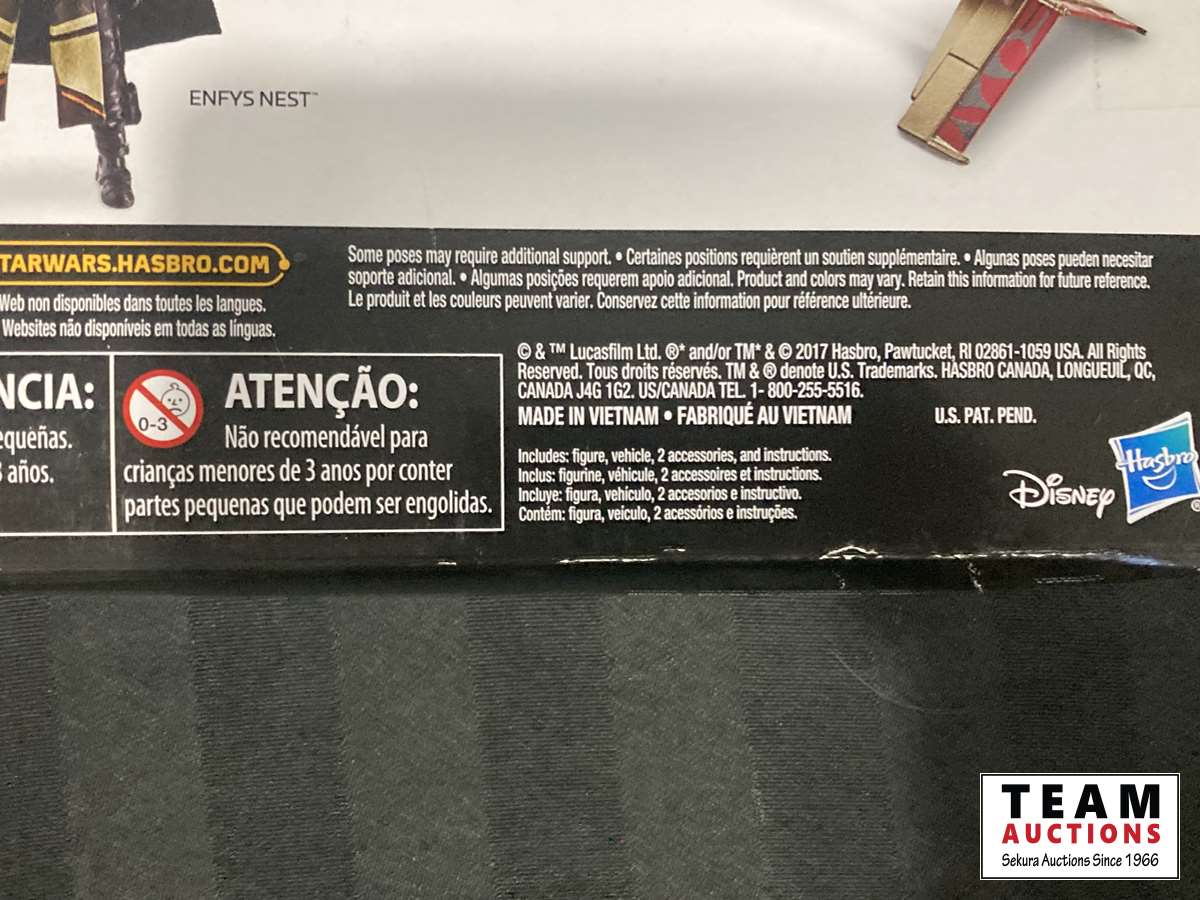 ENFYS NEST™
TARWARS.HASBRO.COM
Web non disponibles dans toutes les langues.
Websites não disponíveis em todas as línguas.
Some poses may require additional support. • Certaines positions requièrent un soutien supplémentaire. • Algunas poses pueden necesitar
soporte adicional. • Algumas posições requerem apoio adicional. Product and colors may vary. Retain this information for future reference.
Le produit et les couleurs peuvent varier. Conservez cette information pour référence ultérieure.
NCIA:
equeñas.
3 años.
0-3
ATENÇÃO:
Não recomendável para
crianças menores de 3 anos por conter
partes pequenas que podem ser engolidas.
© & ™ Lucasfilm Ltd. ®* and/or TM* & © 2017 Hasbro, Pawtucket, RI 02861-1059 USA. All Rights
Reserved. Tous droits réservés. TM & ® denote U.S. Trademarks. HASBRO CANADA, LONGUEUIL, QC,
CANADA J4G 1G2. US/CANADA TEL. 1- 800-255-5516.
MADE IN VIETNAM • FABRIQUÉ AU VIETNAM
U.S. PAT. PEND.
Includes: figure, vehicle, 2 accessories, and instructions.
Inclus: figurine, véhicule, 2 accessoires et instructions.
Incluye: figura, vehículo, 2 accesorios e instructivo.
Contém: figura, veículo, 2 acessórios e instruções.
Disney
Hasbro
®
TEAM
AUCTIONS
Sekura Auctions Since 1966